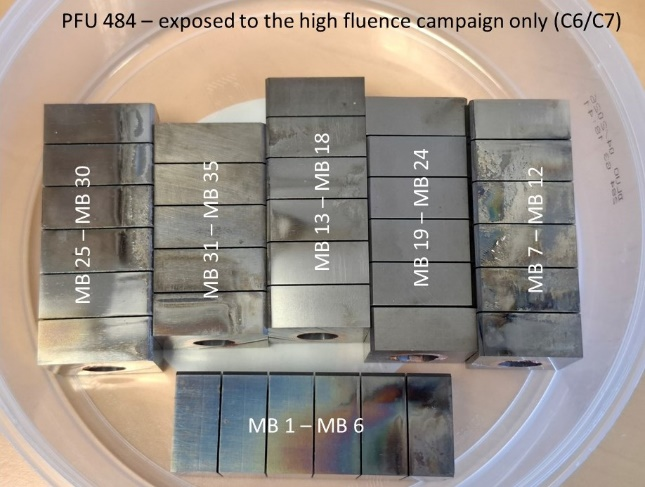 PFU 484 – exposed to the high fluence campaign only (C6/C7)
MB 25 – MB 30
MB 31 – MB 35
MB 13 – MB 18
MB 19 – MB 24
MB 7 – MB 12
MB 1 – MB 6